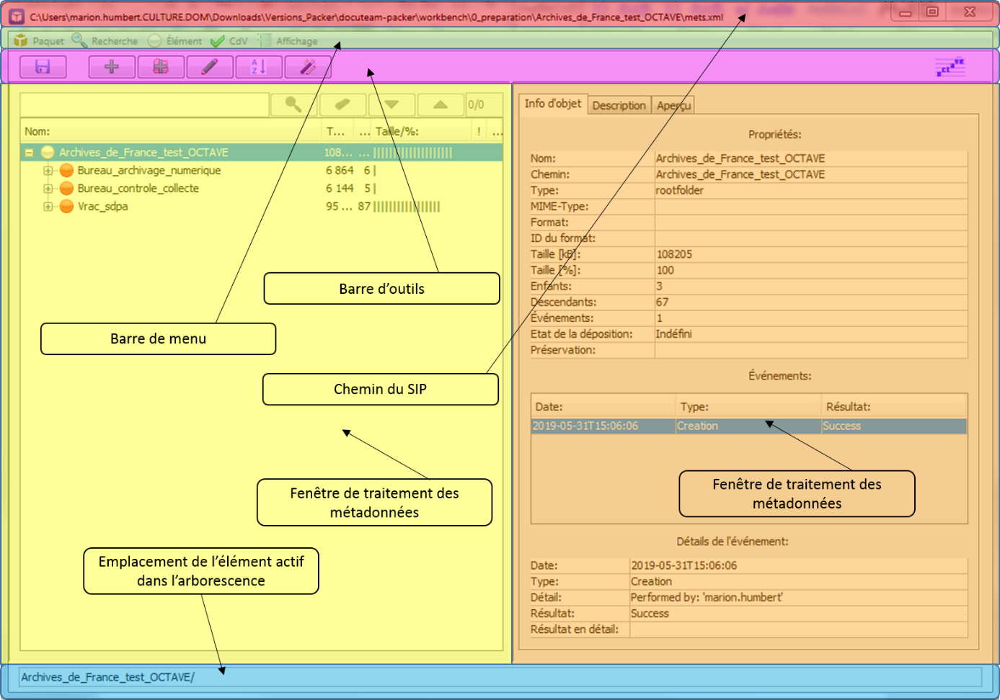 C:\Users\marion.humbert.CULTURE.DOM\Downloads\Versions_Packer\docuteam-packer\workbench\0_preparation\Archives_de_France_test_OCTAVE\mets.xml
Paquet Recherche Élément CdV Affichage
A Z octave
0/0
Nom: T... ... Taille/%: ! ...
Archives_de_France_test_OCTAVE 108... ...
Bureau_archivage_numerique 6 864 6
Bureau_controle_collecte 6 144 5
Vrac_sdpa 95 ... 87
Barre d'outils
Barre de menu
Chemin du SIP
Fenêtre de traitement des
métadonnées
Emplacement de l'élément actif
dans l'arborescence
Info d'objet Description Aperçu
Propriétés:
Nom: Archives_de_France_test_OCTAVE
Chemin: Archives_de_France_test_OCTAVE
Type: rootfolder
MIME-Type:
Format:
ID du format:
Taille [kB]: 108205
Taille [%]: 100
Enfants: 3
Descendants: 67
Événements: 1
Etat de la déposition: Indéfini
Préservation:
Événements:
Date: Type: Résultat:
2019-05-31T15:06:06 Creation Success
Fenêtre de traitement des
métadonnées
Détails de l'événement:
Date: 2019-05-31T15:06:06
Type: Creation
Détail: Performed by: 'marion.humbert'
Résultat: Success
Résultat en détail:
Archives_de_France_test_OCTAVE/